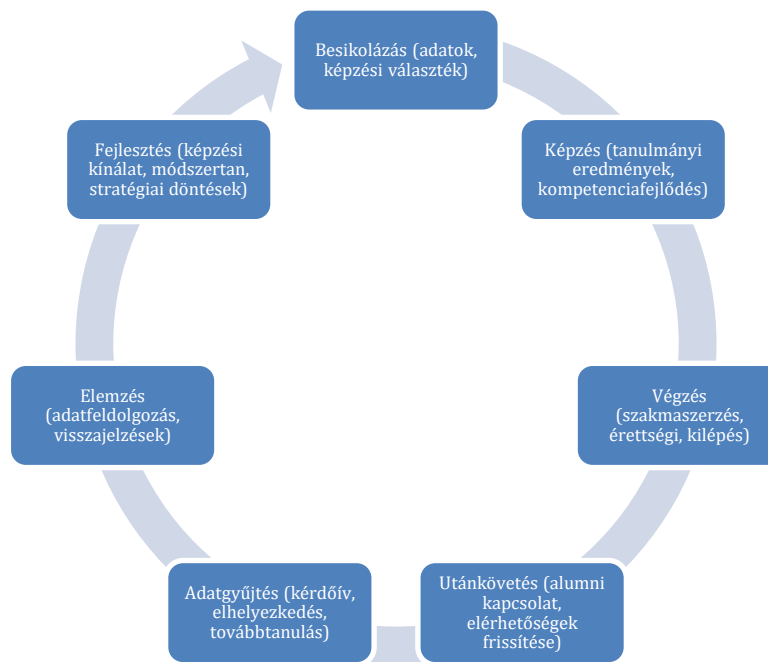 Besikolázás (adatok,
képzési választék)
Képzés (tanulmányi
eredmények,
kompetenciafejlődés)
Végzés
(szakmaszerzés,
érettségi, kilépés)
Utánkövetés (alumni
kapcsolat,
elérhetőségek
frissítése)
Adatgyűjtés (kérdőív,
elhelyezkedés,
továbbtanulás)
Elemzés
(adatfeldolgozás,
visszajelzések)
Fejlesztés (képzési
kínálat, módszertan,
stratégiai döntések)